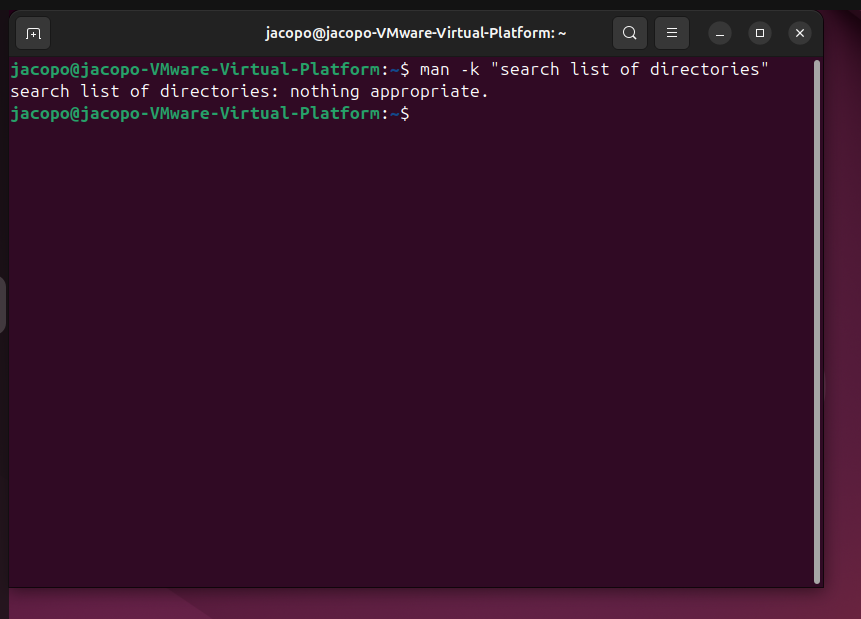 jacopo@jacopo-VMware-Virtual-Platform: ~
jacopo@jacopo-VMware-Virtual-Platform:~$ man -k "search list of directories"
search list of directories: nothing appropriate.
jacopo@jacopo-VMware-Virtual-Platform:~$